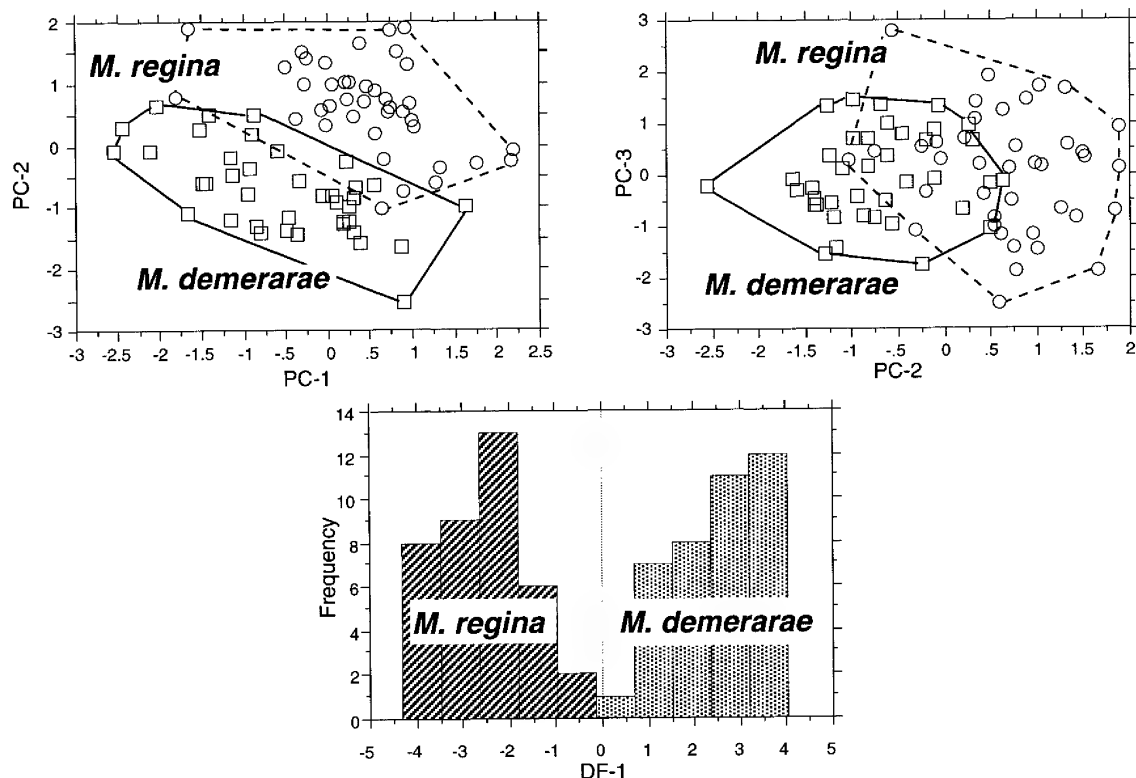 2
1
0
-1
-2
-3
PC-2
M. regina
M. demerarae
-3 -2.5 -2 -1.5 -1 -.5 0 .5 1 1.5 2 2.5
PC-1
3
2
1
0
-1
-2
-3
PC-3
M. regina
M. demerarae
-3 -2.5 -2 -1.5 -1 -.5 0 .5 1 1.5 2
PC-2
14
12
10
8
6
4
2
0
Frequency
M. regina
M. demerarae
-5 -4 -3 -2 -1 0 1 2 3 4 5
DF-1